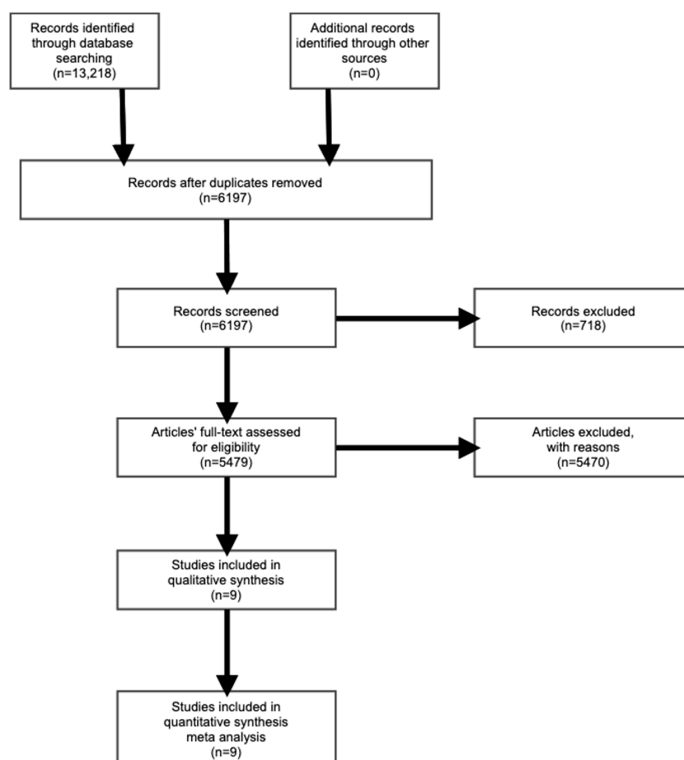 Records identified
through database
searching
(n=13,218)
Additional records
identified through other
sources
(n=0)
Records after duplicates removed
(n=6197)
Records screened
(n=6197)
Records excluded
(n=718)
Articles' full-text assessed
for eligibility
(n=5479)
Articles excluded,
with reasons
(n=5470)
Studies included in
qualitative synthesis
(n=9)
Studies included in
quantitative synthesis
meta analysis
(n=9)